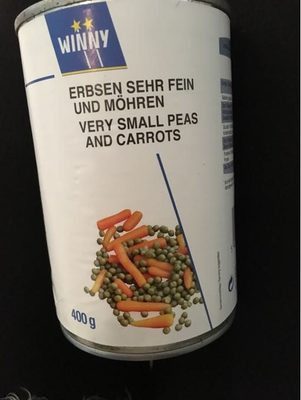 WINNY
ERBSEN SEHR FEIN
UND MÖHREN
VERY SMALL PEAS
AND CARROTS
400 g